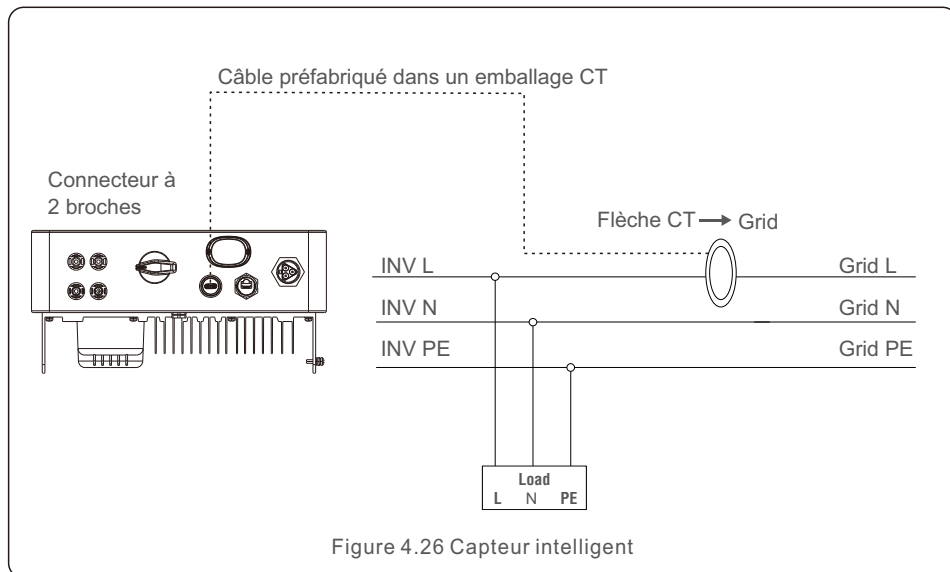 Câble préfabriqué dans un emballage CT
Connecteur à
2 broches
Flèche CT → Grid
INV L
Grid L
INV N
Grid N
INV PE
Grid PE
Load
L N PE
Figure 4.26 Capteur intelligent